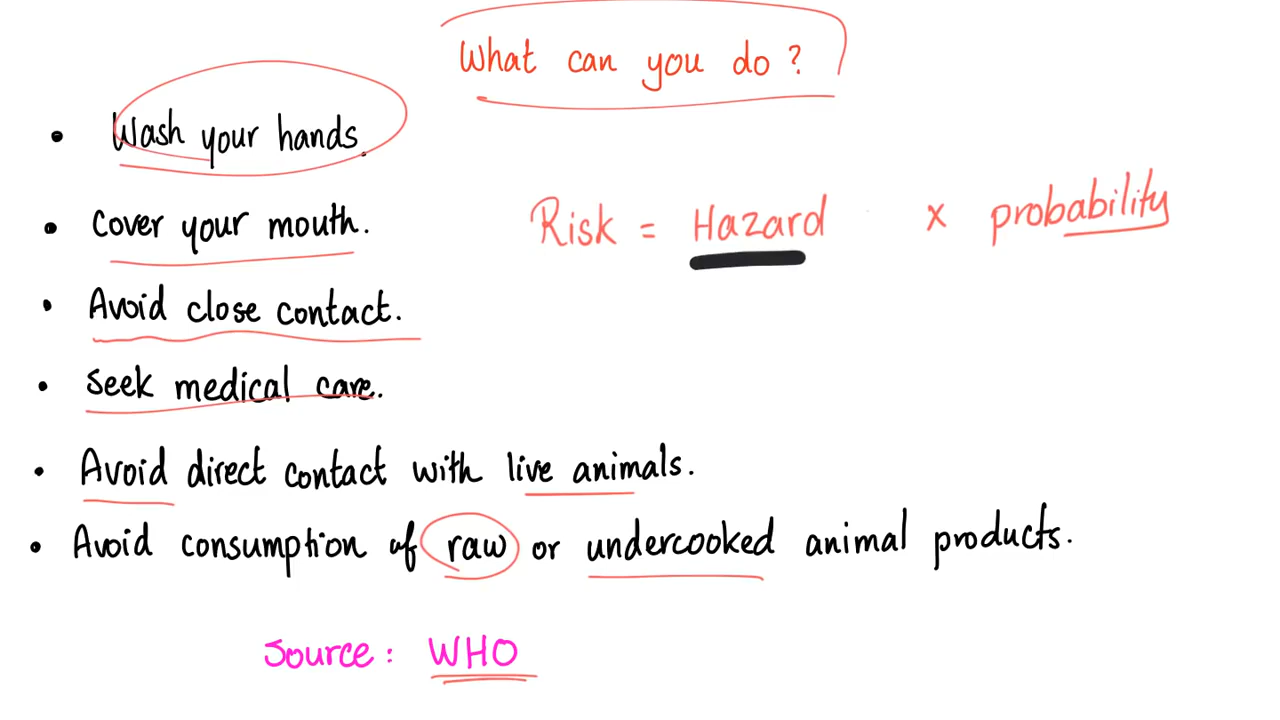 What can you do?
• Wash your hands.
• Cover your mouth.
Risk = Hazard x probability
• Avoid close contact.
• Seek medical care.
• Avoid direct contact with live animals.
• Avoid consumption of raw or undercooked animal products.
Source: WHO